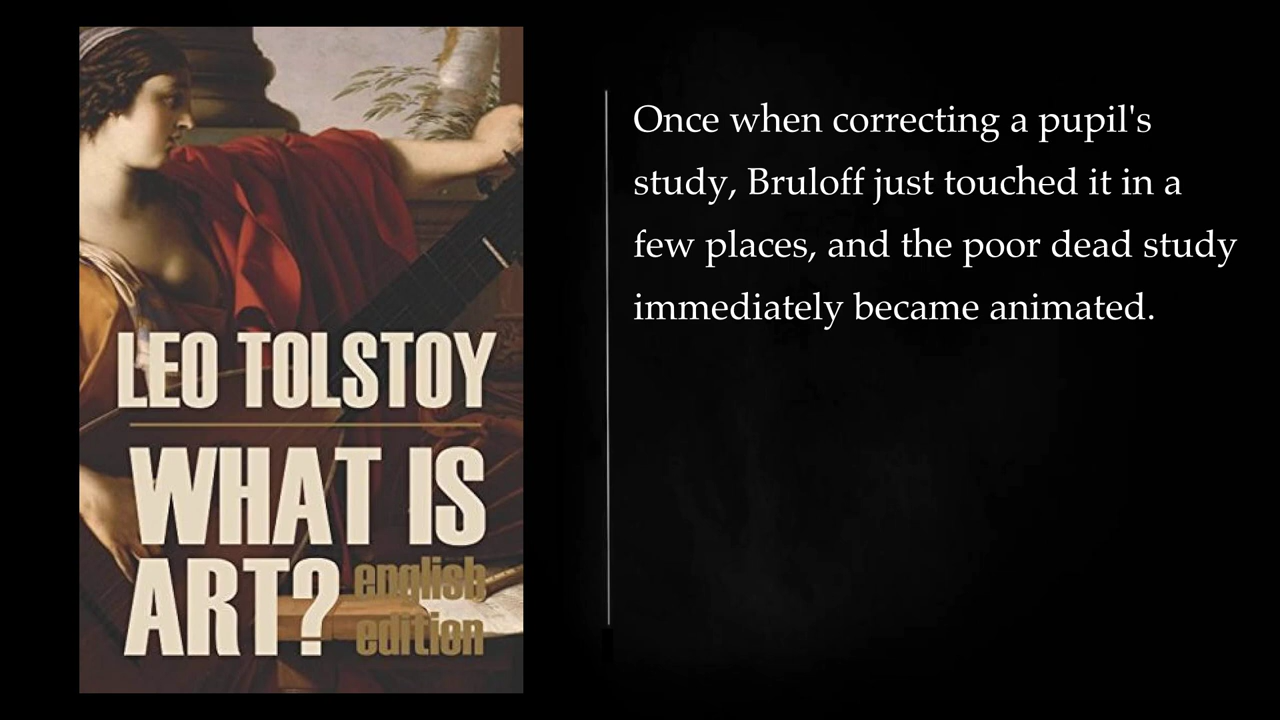 LEO TOLSTOY
WHAT IS
ART?
english
edition
Once when correcting a pupil's
study, Bruloff just touched it in a
few places, and the poor dead study
immediately became animated.